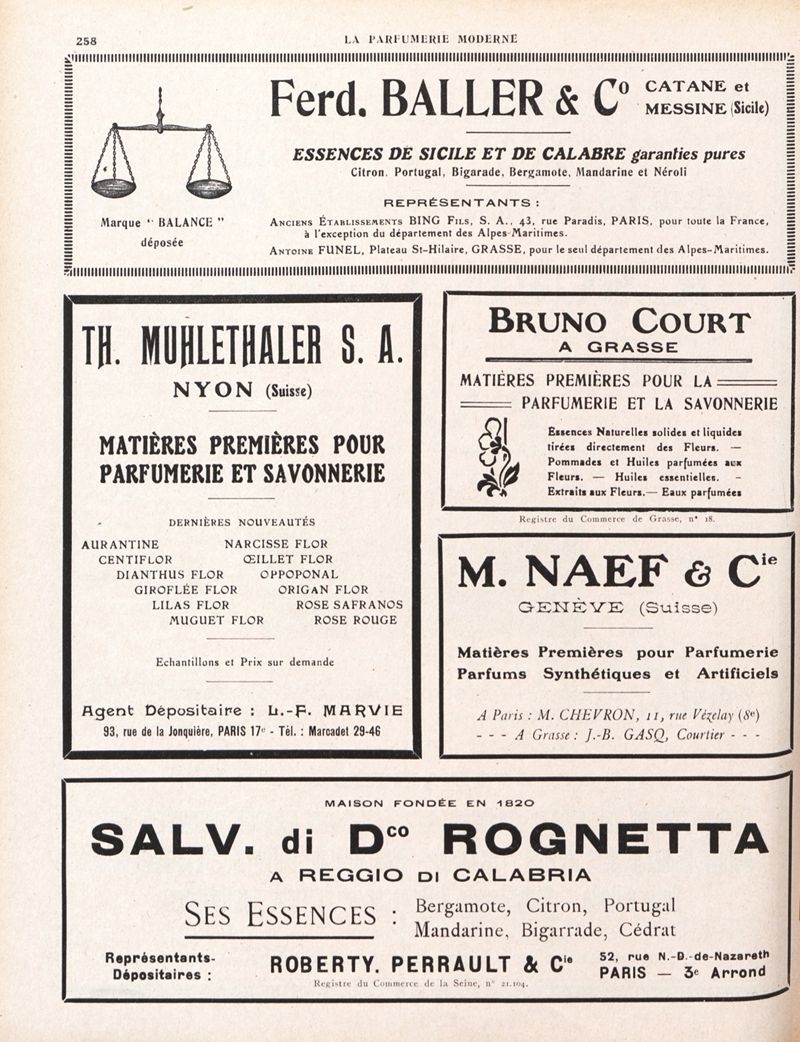 258
LA PARFUMERIE MODERNE
Ferd. BALLER & Co
CATANE et
MESSINE (Sicile)
ESSENCES DE SICILE ET DE CALABRE garanties pures
Citron. Portugal, Bigarade, Bergamote, Mandarine et Néroli
Marque “ BALANCE ”
déposée
REPRÉSENTANTS :
Anciens Établissements BING Fils, S. A., 43, rue Paradis, PARIS, pour toute la France,
à l'exception du département des Alpes-Maritimes.
Antoine FUNEL, Plateau St-Hilaire, GRASSE, pour le seul département des Alpes-Maritimes.
TH. MUHLETHALER S. A.
NYON (Suisse)
MATIÈRES PREMIÈRES POUR
PARFUMERIE ET SAVONNERIE
DERNIÈRES NOUVEAUTÉS
AURANTINE NARCISSE FLOR
CENTIFLOR ŒILLET FLOR
DIANTHUS FLOR OPPOPONAL
GIROFLÉE FLOR ORIGAN FLOR
LILAS FLOR ROSE SAFRANOS
MUGUET FLOR ROSE ROUGE
Echantillons et Prix sur demande
Agent Dépositaire : L.-F. MARVIE
93, rue de la Jonquière, PARIS 17e - Tél. : Marcadet 29-46
BRUNO COURT
A GRASSE
MATIÈRES PREMIÈRES POUR LA
PARFUMERIE ET LA SAVONNERIE
Essences Naturelles solides et liquides
tirées directement des Fleurs. —
Pommades et Huiles parfumées aux
Fleurs. — Huiles essentielles. -
Extraits aux Fleurs.— Eaux parfumées
Registre du Commerce de Grasse, n° 18.
M. NAEF & Cie
GENÈVE (Suisse)
Matières Premières pour Parfumerie
Parfums Synthétiques et Artificiels
A Paris : M. CHEVRON, 11, rue Vézelay (8e)
- - - A Grasse : J.-B. GASQ, Courtier - - -
MAISON FONDÉE EN 1820
SALV. di Dco ROGNETTA
A REGGIO DI CALABRIA
SES ESSENCES :
Bergamote, Citron, Portugal
Mandarine, Bigarrade, Cédrat
Représentants-
Dépositaires :
ROBERTY, PERRAULT & Cie
52, rue N.-D.-de-Nazareth
PARIS — 3e Arrond
Registre du Commerce de la Seine, n° 21.104.